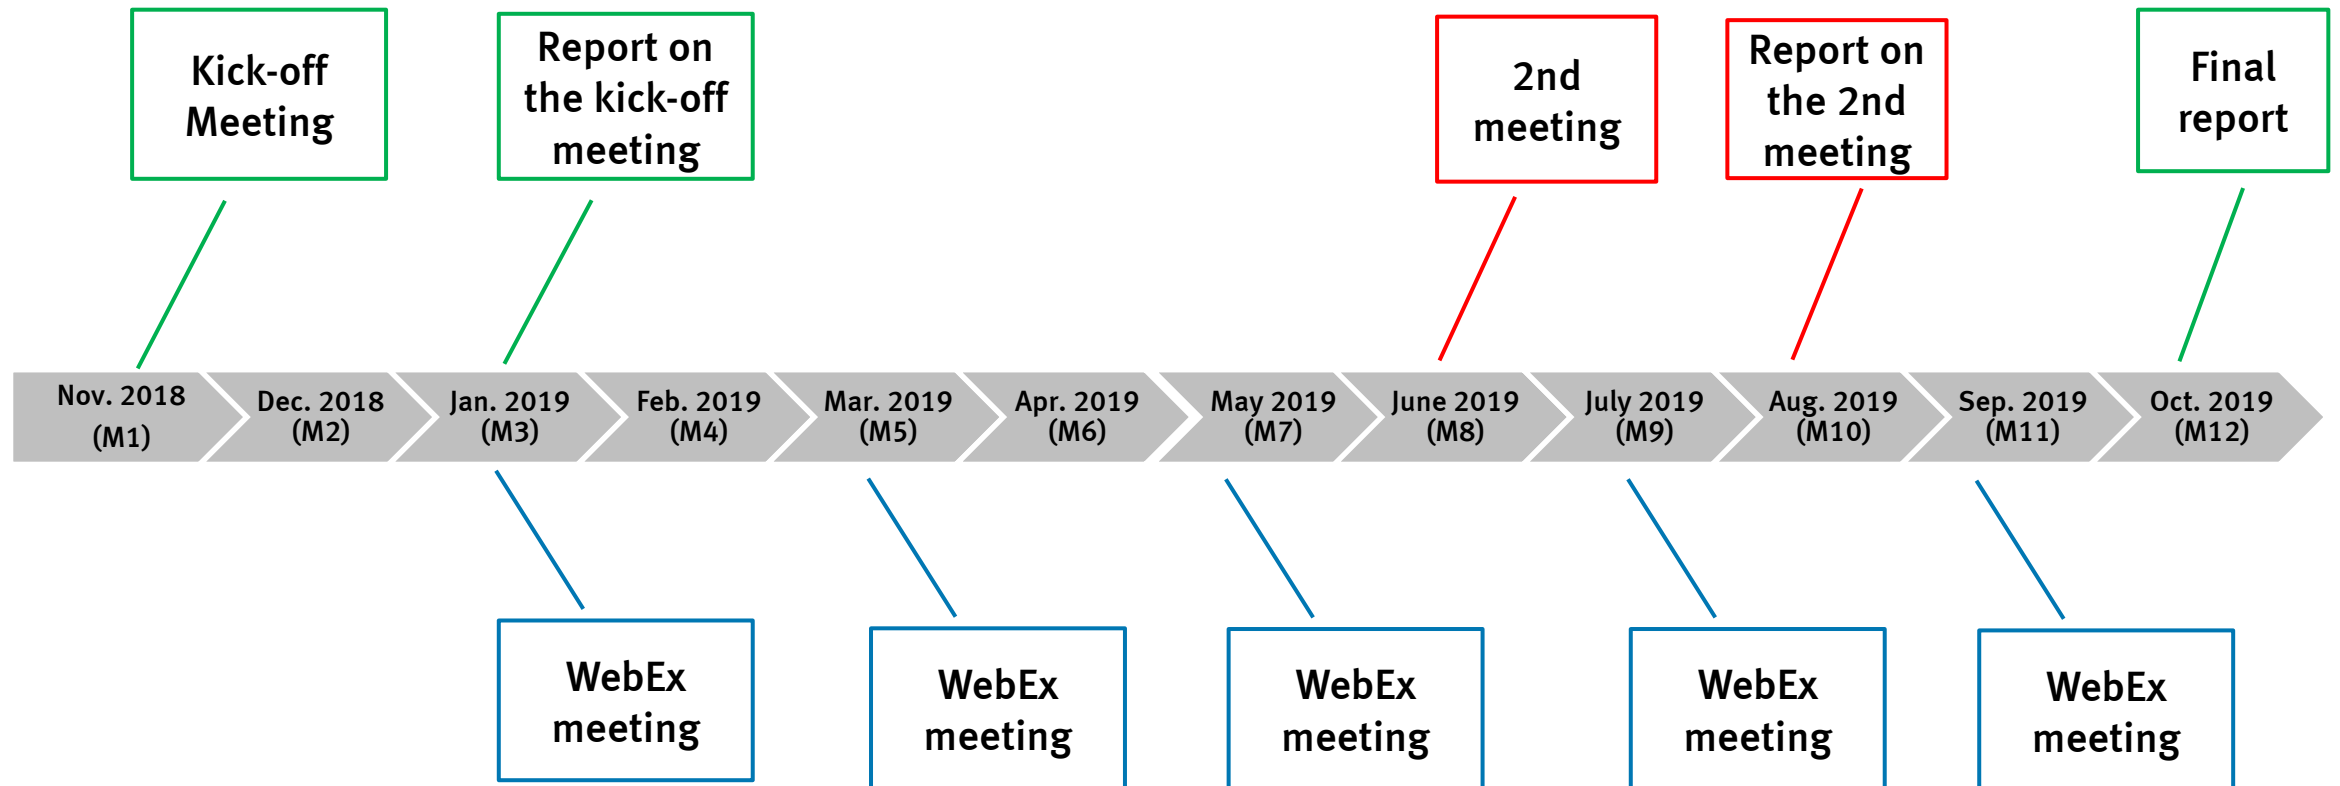 Kick-off
Meeting
Report on
the kick-off
meeting
2nd
meeting
Report on
the 2nd
meeting
Final
report
Nov. 2018
(M1)
Dec. 2018
(M2)
Jan. 2019
(M3)
Feb. 2019
(M4)
Mar. 2019
(M5)
Apr. 2019
(M6)
May 2019
(M7)
June 2019
(M8)
July 2019
(M9)
Aug. 2019
(M10)
Sep. 2019
(M11)
Oct. 2019
(M12)
WebEx
meeting
WebEx
meeting
WebEx
meeting
WebEx
meeting
WebEx
meeting